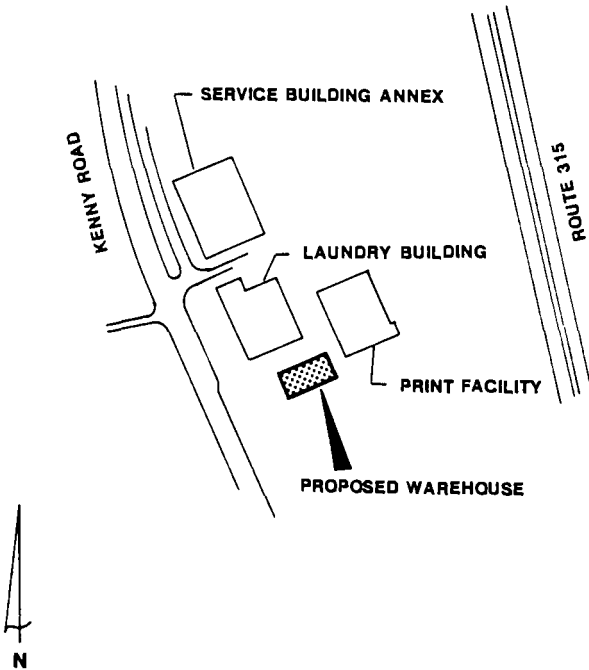 SERVICE BUILDING ANNEX
KENNY ROAD
ROUTE 315
LAUNDRY BUILDING
PRINT FACILITY
PROPOSED WAREHOUSE
N